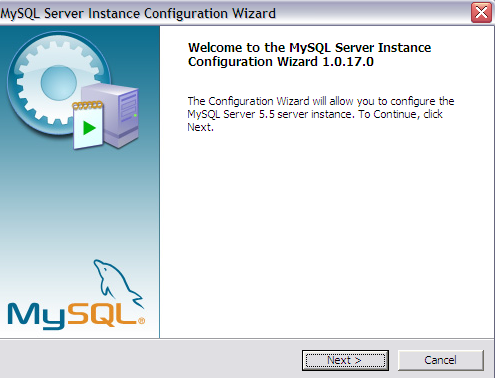 MySQL Server Instance Configuration Wizard
Welcome to the MySQL Server Instance
Configuration Wizard 1.0.17.0
The Configuration Wizard will allow you to configure the
MySQL Server 5.5 server instance. To Continue, click
Next.
MySQL®
Next >
Cancel